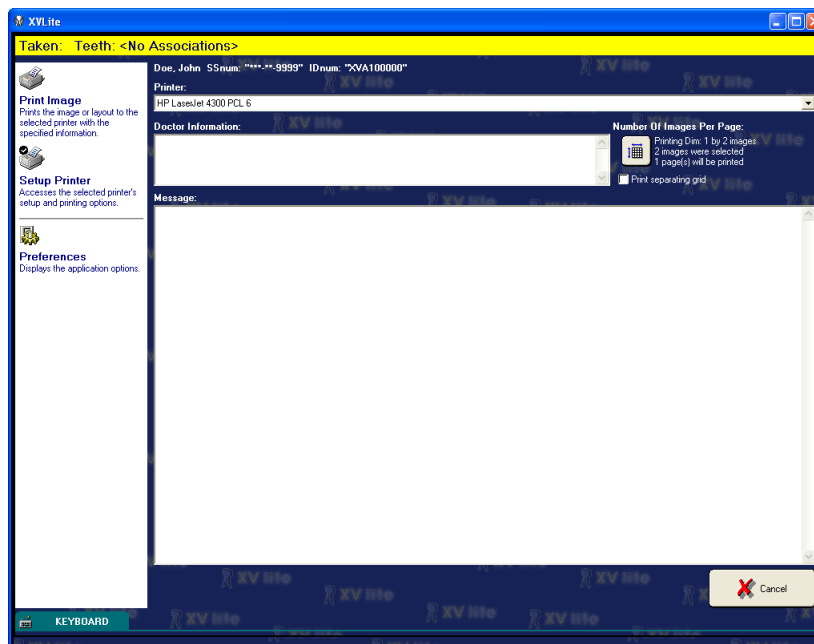 XVLite
Taken: Teeth: <No Associations>
Print Image
Prints the image or layout to the
selected printer with the
specified information.
Setup Printer
Accesses the selected printer's
setup and printing options.
Preferences
Displays the application options.
Doe, John SSnum: "***-**-9999" IDnum: "XVA100000"
Printer:
HP LaserJet 4300 PCL 6
Doctor Information:
Number Of Images Per Page:
Printing Dim: 1 by 2 images
2 images were selected
1 page(s) will be printed
Print separating grid
Message:
Cancel
KEYBOARD
XV lite